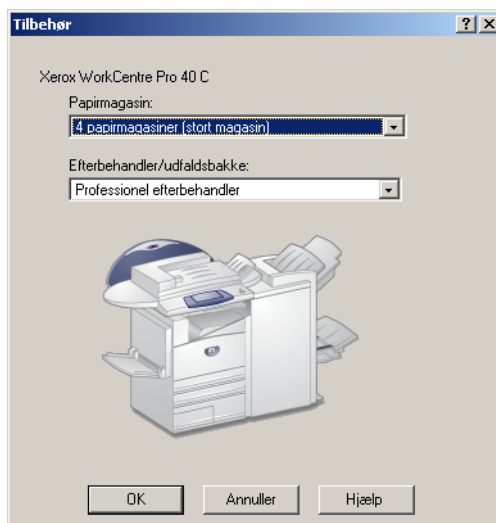 Tilbehør
Xerox WorkCentre Pro 40 C
Papirmagasin:
4 papirmagasiner (stort magasin)
Efterbehandler/udfaldsbakke:
Professionel efterbehandler
OK
Annuller
Hjælp